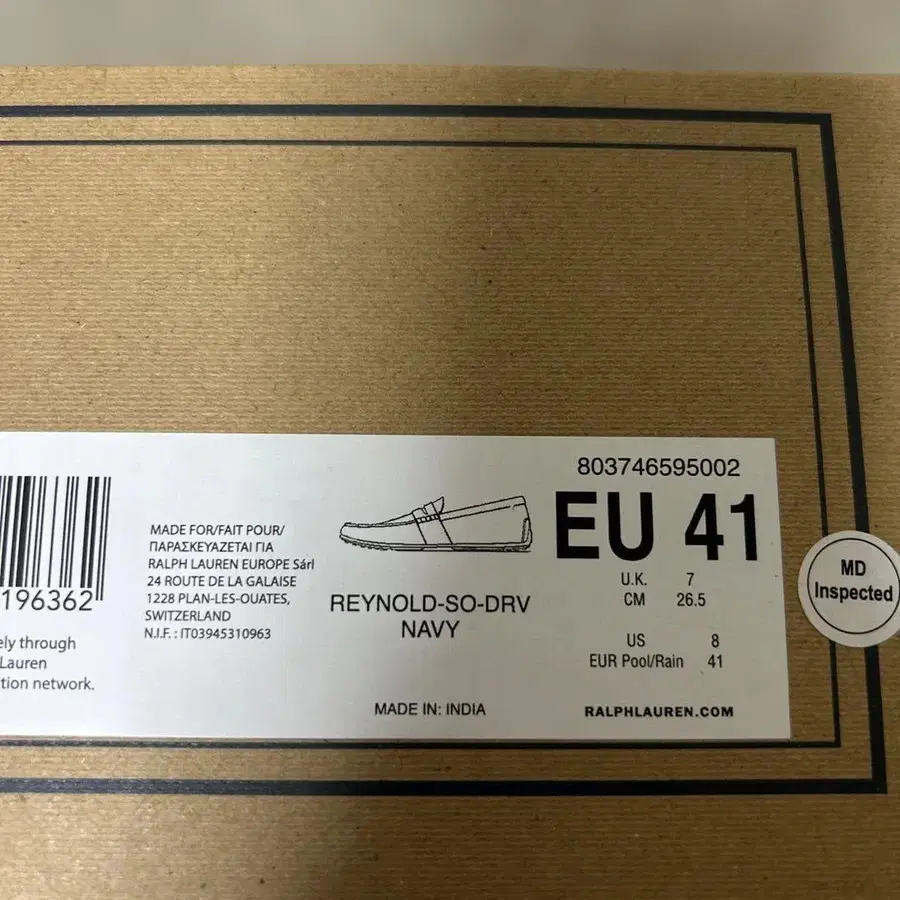 196362
ely through
Lauren
tion network.
MADE FOR/FAIT POUR/
ΠΑΡΑΣΚΕΥΑΖΕΤΑΙ ΓΙΑ
RALPH LAUREN EUROPE Sárl
24 ROUTE DE LA GALAISE
1228 PLAN-LES-OUATES,
SWITZERLAND
N.I.F. : IT03945310963
REYNOLD-SO-DRV
NAVY
MADE IN: INDIA
803746595002
EU 41
U.K. 7
CM 26.5
US 8
EUR Pool/Rain 41
RALPHLAUREN.COM
MD
Inspected